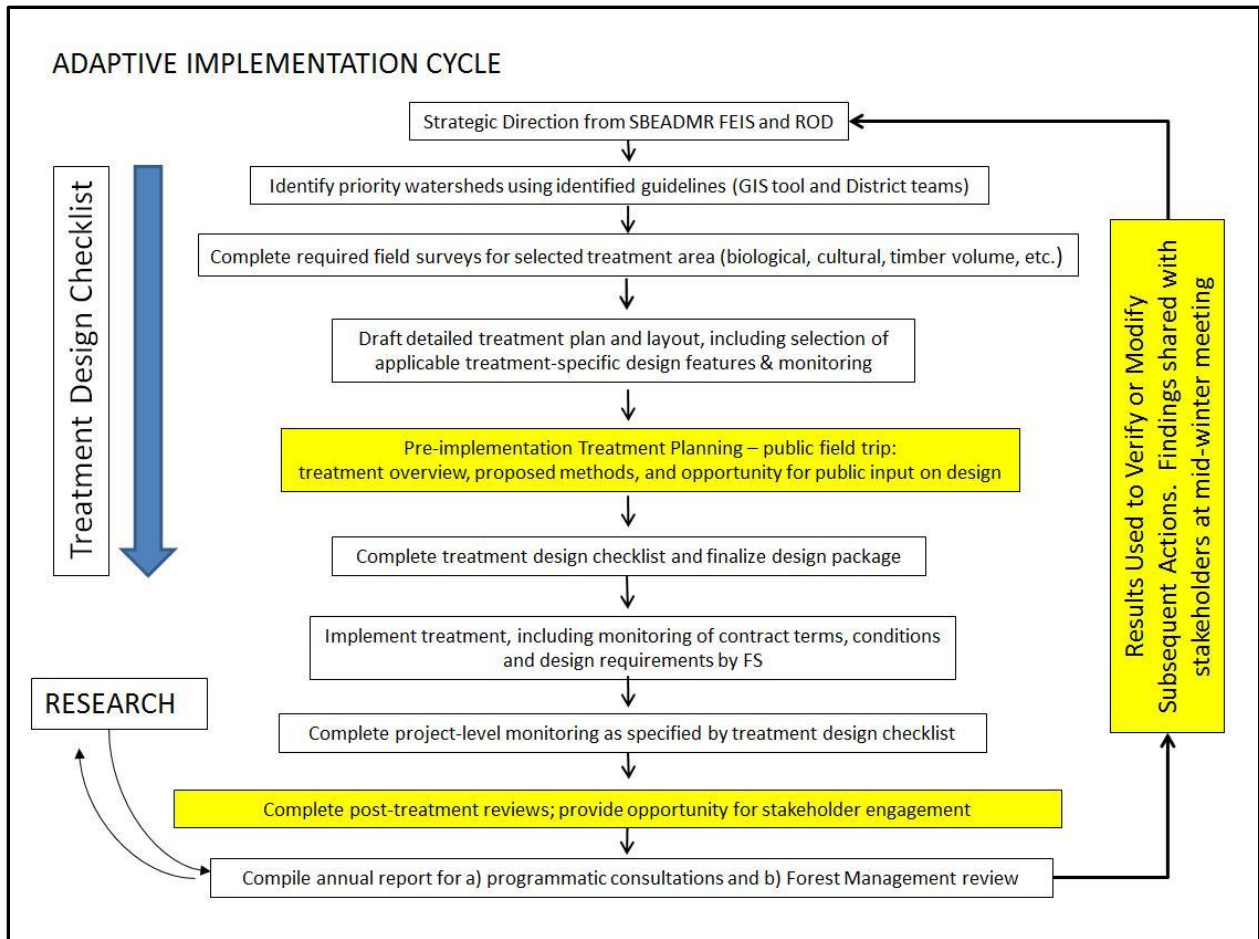 ADAPTIVE IMPLEMENTATION CYCLE
Strategic Direction from SBEADMR FEIS and ROD
Treatment Design Checklist
Identify priority watersheds using identified guidelines (GIS tool and District teams)
Complete required field surveys for selected treatment area (biological, cultural, timber volume, etc.)
Draft detailed treatment plan and layout, including selection of
applicable treatment-specific design features & monitoring
Pre-implementation Treatment Planning – public field trip:
treatment overview, proposed methods, and opportunity for public input on design
Complete treatment design checklist and finalize design package
Implement treatment, including monitoring of contract terms, conditions
and design requirements by FS
RESEARCH
Complete project-level monitoring as specified by treatment design checklist
Complete post-treatment reviews; provide opportunity for stakeholder engagement
Compile annual report for a) programmatic consultations and b) Forest Management review
Results Used to Verify or Modify
Subsequent Actions. Findings shared with
stakeholders at mid-winter meeting